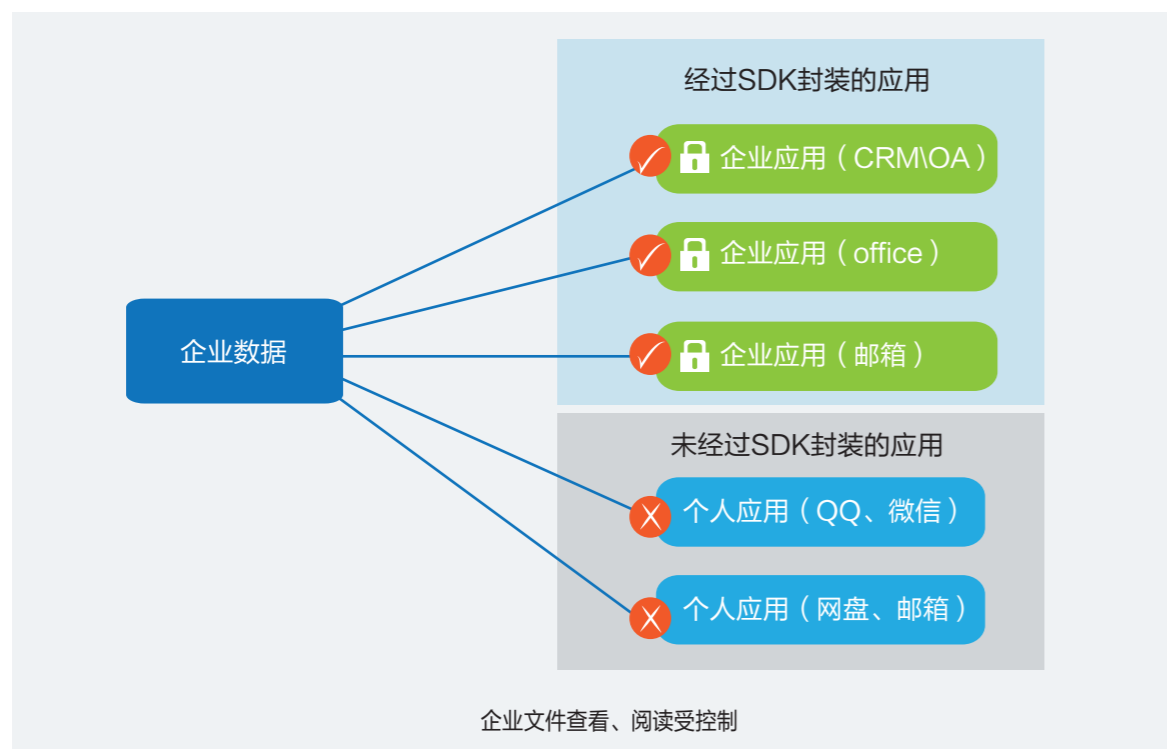 经过SDK封装的应用
企业应用（CRM\OA）
企业应用（office）
企业数据
企业应用（邮箱）
未经过SDK封装的应用
个人应用（QQ、微信）
个人应用（网盘、邮箱）
企业文件查看、阅读受控制